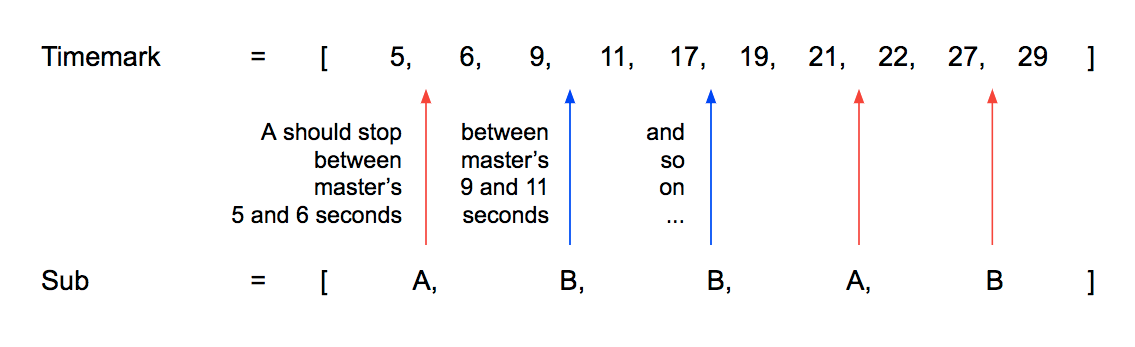 Timemark = [ 5, 6, 9, 11, 17, 19, 21, 22, 27, 29 ]
A should stop
between
master's
5 and 6 seconds
between
master's
9 and 11
seconds
and
so
on
...
Sub = [ A, B, B, A, B ]